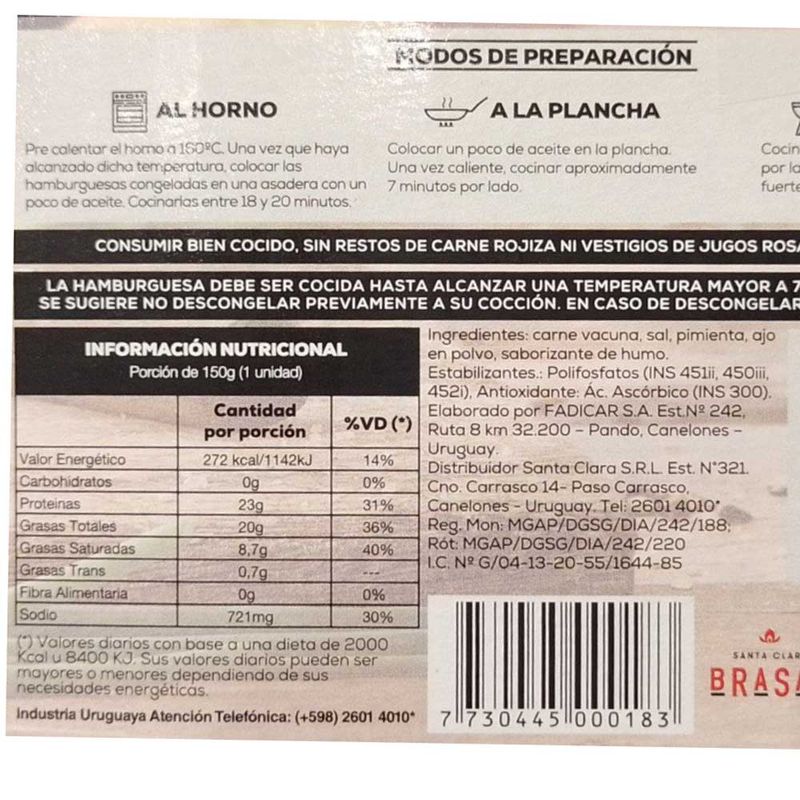 MODOS DE PREPARACIÓN
AL HORNO
Pre calentar el horno a 180ºC. Una vez que haya
alcanzado dicha temperatura, colocar las
hamburguesas congeladas en una asadera con un
poco de aceite. Cocinarlas entre 18 y 20 minutos.
A LA PLANCHA
Colocar un poco de aceite en la plancha.
Una vez caliente, cocinar aproximadamente
7 minutos por lado.
Cocin
por la
fuerte
CONSUMIR BIEN COCIDO, SIN RESTOS DE CARNE ROJIZA NI VESTIGIOS DE JUGOS ROSA
LA HAMBURGUESA DEBE SER COCIDA HASTA ALCANZAR UNA TEMPERATURA MAYOR A 7
SE SUGIERE NO DESCONGELAR PREVIAMENTE A SU COCCIÓN. EN CASO DE DESCONGELAR
INFORMACIÓN NUTRICIONAL
Porción de 150g (1 unidad)
Cantidad por porción %VD (*)
Valor Energético 272 kcal/1142kJ 14%
Carbohidratos 0g 0%
Proteinas 23g 31%
Grasas Totales 20g 36%
Grasas Saturadas 8,7g 40%
Grasas Trans 0,7g ---
Fibra Alimentaria 0g 0%
Sodio 721mg 30%
(*) Valores diarios con base a una dieta de 2000
Kcal u 8400 KJ. Sus valores diarios pueden ser
mayores o menores dependiendo de sus
necesidades energéticas.
Industria Uruguaya Atención Telefónica: (+598) 2601 4010*
Ingredientes: carne vacuna, sal, pimienta, ajo
en polvo, saborizante de humo.
Estabilizantes.: Polifosfatos (INS 451ii, 450iii,
452i), Antioxidante: Ác. Ascórbico (INS 300).
Elaborado por FADICAR S.A. Est.Nº 242,
Ruta 8 km 32.200 – Pando, Canelones –
Uruguay.
Distribuidor Santa Clara S.R.L. Est. N°321.
Cno. Carrasco 14- Paso Carrasco,
Canelones - Uruguay. Tel: 2601 4010*
Reg. Mon: MGAP/DGSG/DIA/242/188;
Rót: MGAP/DGSG/DIA/242/220
I.C. Nº G/04-13-20-55/1644-85
7 730445 000183
SANTA CLAR
BRASA